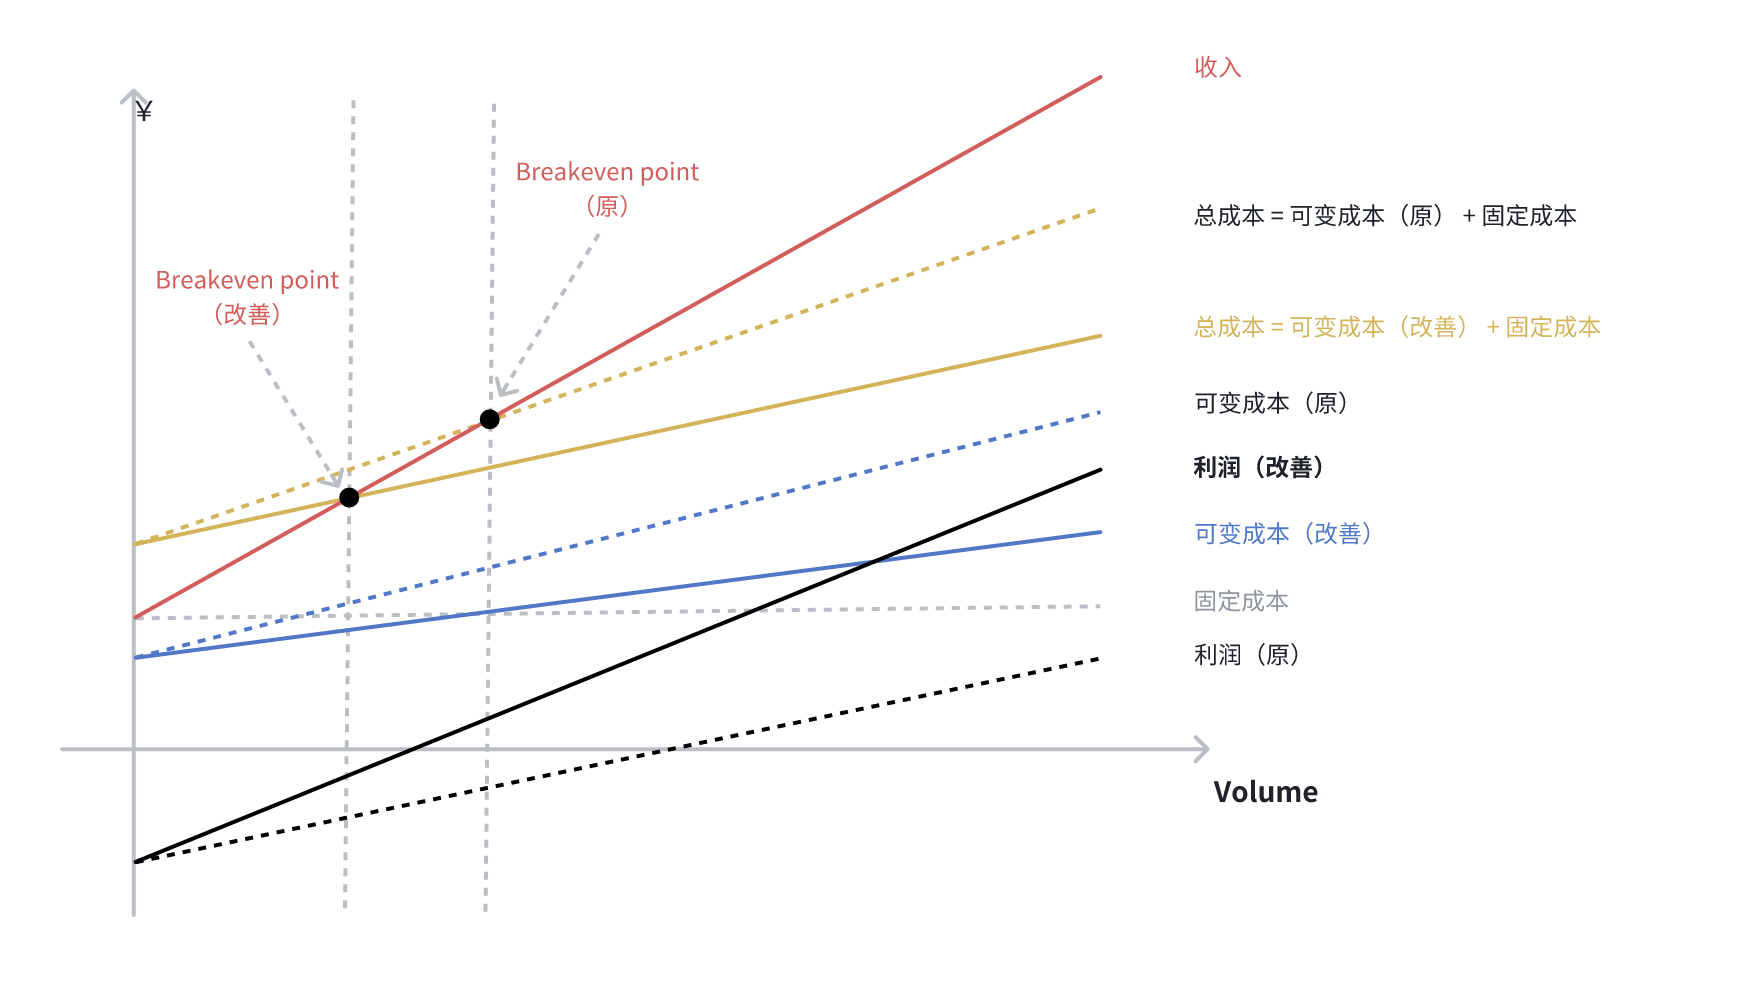 收入
¥
Breakeven point
（原）
总成本 = 可变成本（原） + 固定成本
Breakeven point
（改善）
总成本 = 可变成本（改善） + 固定成本
可变成本（原）
利润（改善）
可变成本（改善）
固定成本
利润（原）
Volume